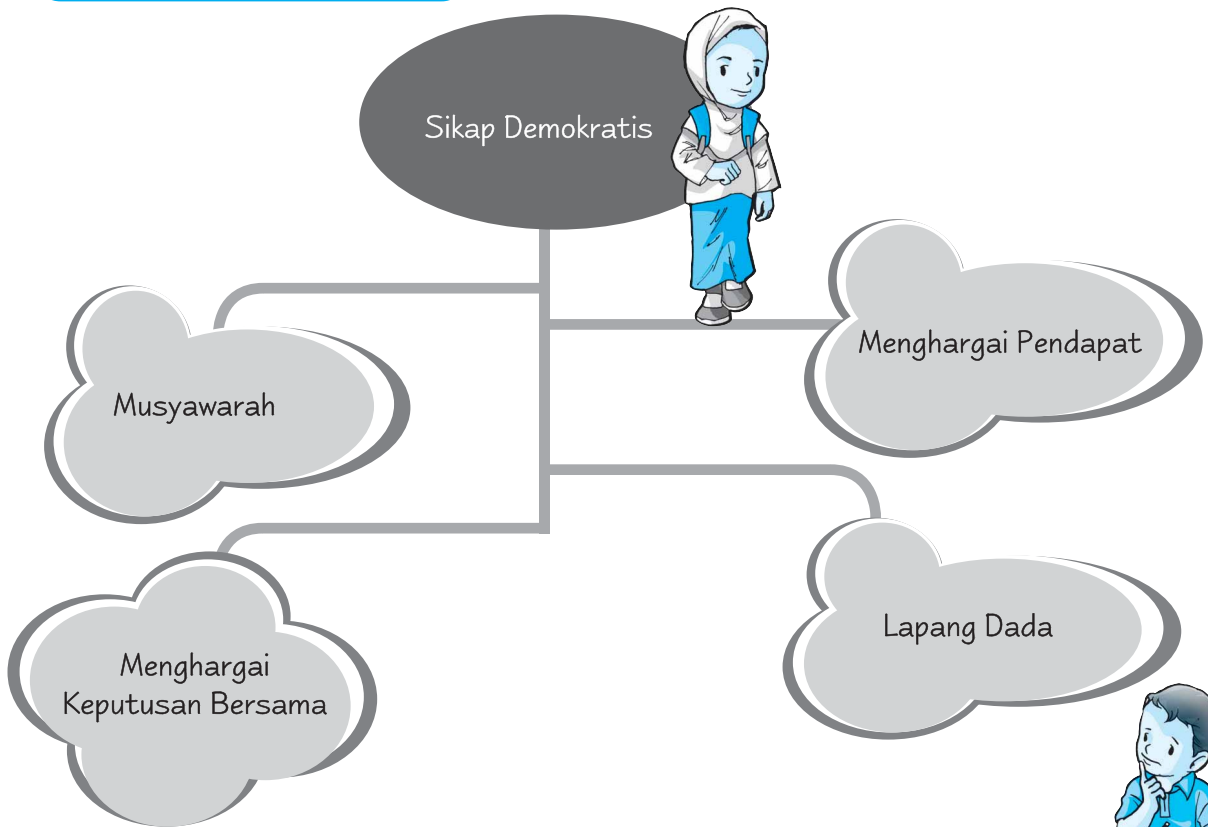 Sikap Demokratis
Menghargai Pendapat
Musyawarah
Lapang Dada
Menghargai
Keputusan Bersama